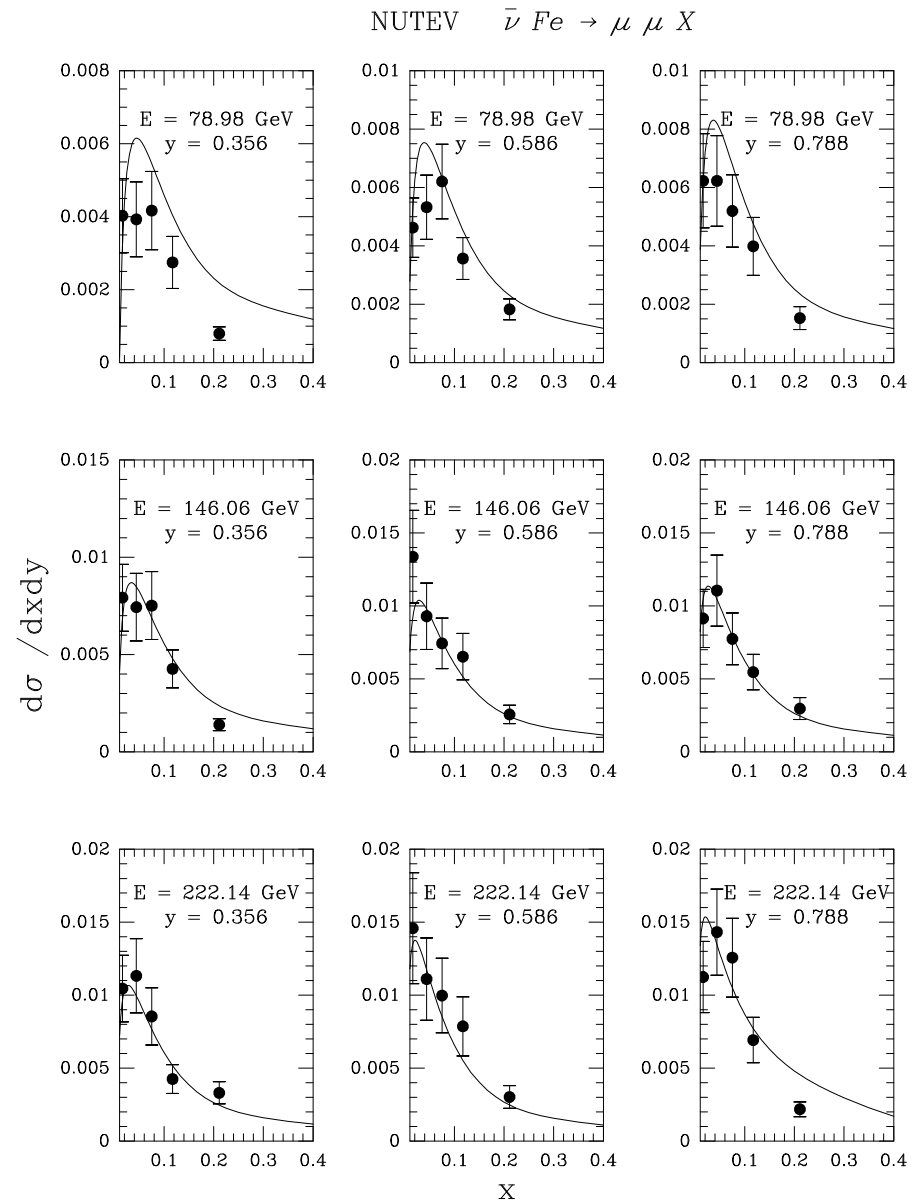 NUTEV ν̄ Fe → μ μ X
0.008 0.01 0.01
E = 78.98 GeV E = 78.98 GeV E = 78.98 GeV
0.008 0.008
y = 0.356 y = 0.586 y = 0.788
0.006
0.006 0.006
0.004
0.004 0.004
0.002
0.002 0.002
0 0 0
0.1 0.2 0.3 0.4 0.1 0.2 0.3 0.4 0.1 0.2 0.3 0.4
0.015 0.02 0.02
E = 146.06 GeV E = 146.06 GeV E = 146.06 GeV
y = 0.356 y = 0.586 y = 0.788
0.015 0.015
0.01
0.01 0.01
0.005
0.005 0.005
0 0 0
0.1 0.2 0.3 0.4 0.1 0.2 0.3 0.4 0.1 0.2 0.3 0.4
dσ /dxdy
0.02 0.02 0.02
E = 222.14 GeV E = 222.14 GeV E = 222.14 GeV
y = 0.356 y = 0.586 y = 0.788
0.015 0.015 0.015
0.01 0.01 0.01
0.005 0.005 0.005
0 0 0
0.1 0.2 0.3 0.4 0.1 0.2 0.3 0.4 0.1 0.2 0.3 0.4
x